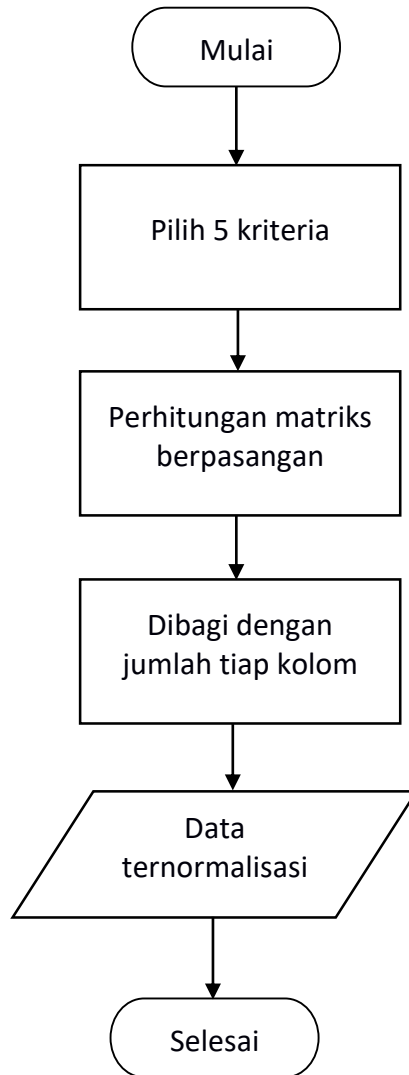 Mulai
Pilih 5 kriteria
Perhitungan matriks
berpasangan
Dibagi dengan
jumlah tiap kolom
Data
ternormalisasi
Selesai